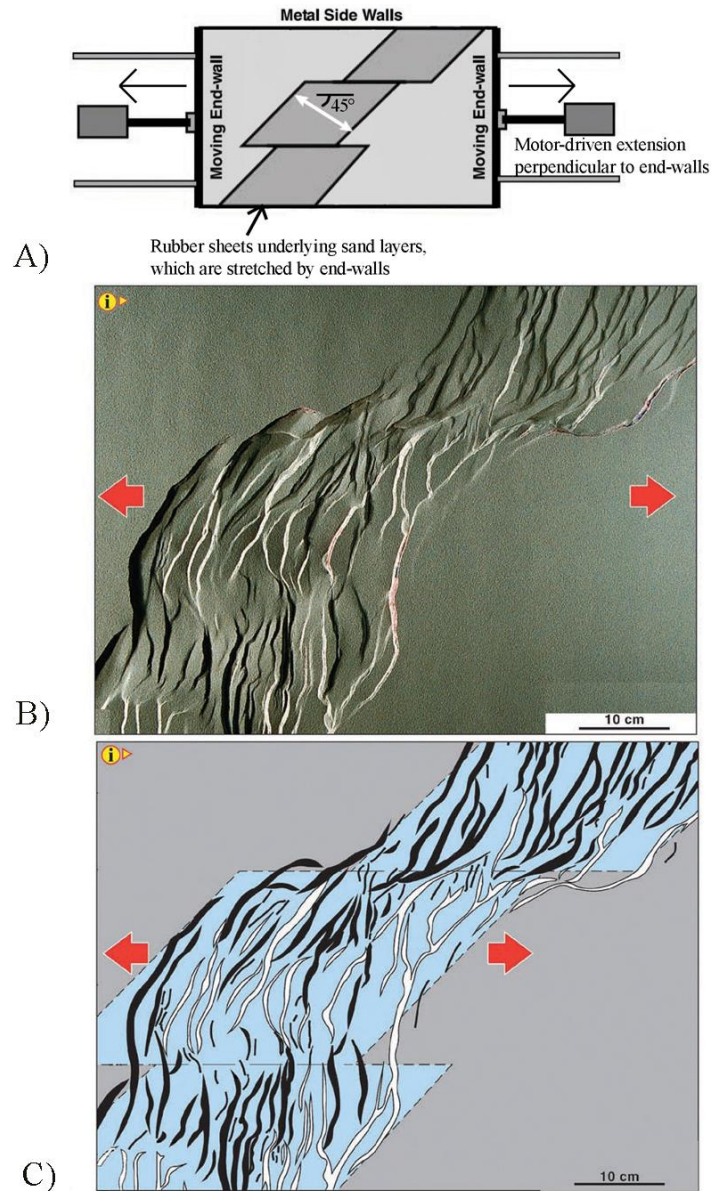 Metal Side Walls
Moving End-wall
45°
Moving End-wall
Motor-driven extension
perpendicular to end-walls
Rubber sheets underlying sand layers,
which are stretched by end-walls
A)
i
B)
10 cm
i
C)
10 cm